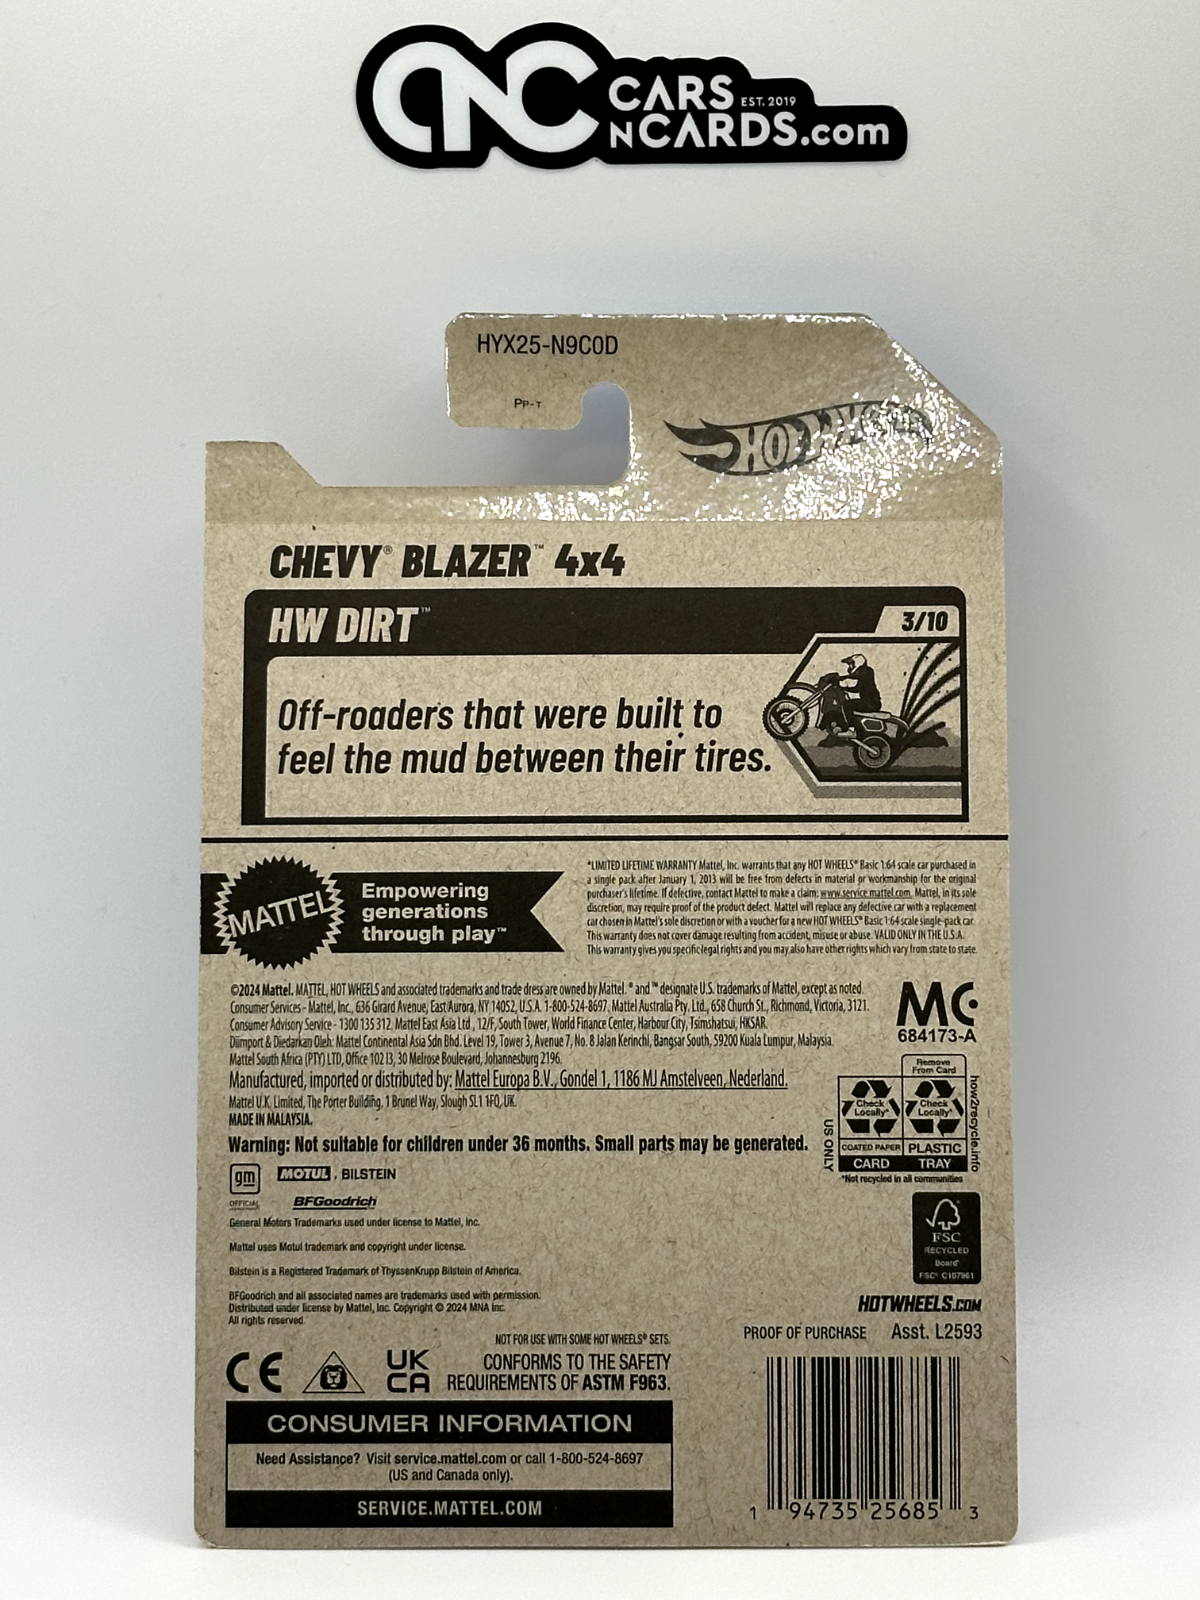 CNC CARS EST. 2019
N CARDS.com
HYX25-N9C0D
PP-T
HOT WHEELS
CHEVY® BLAZER™ 4x4
HW DIRT™
3/10
Off-roaders that were built to
feel the mud between their tires.
MATTEL
Empowering
generations
through play™
*LIMITED LIFETIME WARRANTY Mattel, Inc. warrants that any HOT WHEELS® Basic 1:64 scale car purchased in
a single pack after January 1, 2013 will be free from defects in material or workmanship for the original
purchaser's lifetime. If defective, contact Mattel to make a claim: www.service.mattel.com. Mattel, in its sole
discretion, may require proof of the product defect. Mattel will replace any defective car with a replacement
car chosen in Mattel's sole discretion or with a voucher for a new HOT WHEELS® Basic 1:64 scale single-pack car.
This warranty does not cover damage resulting from accident, misuse or abuse. VALID ONLY IN THE U.S.A.
This warranty gives you specific legal rights and you may also have other rights which vary from state to state.
©2024 Mattel. MATTEL, HOT WHEELS and associated trademarks and trade dress are owned by Mattel. ® and ™ designate U.S. trademarks of Mattel, except as noted.
Consumer Services - Mattel, Inc., 636 Girard Avenue, East Aurora, NY 14052, U.S.A. 1-800-524-8697. Mattel Australia Pty. Ltd., 658 Church St., Richmond, Victoria, 3121.
Consumer Advisory Service - 1300 135 312. Mattel East Asia Ltd., 12/F, South Tower, World Finance Center, Harbour City, Tsimshatsui, HKSAR.
Diimport & Diedarkan Oleh: Mattel Continental Asia Sdn Bhd. Level 19, Tower 3, Avenue 7, No. 8 Jalan Kerinchi, Bangsar South, 59200 Kuala Lumpur, Malaysia.
Mattel South Africa (PTY) LTD, Office 102 I3, 30 Melrose Boulevard, Johannesburg 2196.
Manufactured, imported or distributed by: Mattel Europa B.V., Gondel 1, 1186 MJ Amstelveen, Nederland.
Mattel U.K. Limited, The Porter Building, 1 Brunel Way, Slough SL1 1FQ, UK.
MADE IN MALAYSIA.
Warning: Not suitable for children under 36 months. Small parts may be generated.
MC
684173-A
Remove
From Card
Check
Locally*
Check
Locally*
COATED PAPER
PLASTIC
CARD
TRAY
US ONLY
how2recycle.info
*Not recycled in all communities
gm
OFFICIAL
MOTUL, BILSTEIN
BFGoodrich
General Motors Trademarks used under license to Mattel, Inc.
Mattel uses Motul trademark and copyright under license.
Bilstein is a Registered Trademark of ThyssenKrupp Bilstein of America.
BFGoodrich and all associated names are trademarks used with permission.
Distributed under license by Mattel, Inc. Copyright © 2024 MNA Inc.
All rights reserved.
FSC
RECYCLED
Board
FSC® C107961
HOTWHEELS.COM
PROOF OF PURCHASE Asst. L2593
NOT FOR USE WITH SOME HOT WHEELS® SETS.
CE
UK
CA
CONFORMS TO THE SAFETY
REQUIREMENTS OF ASTM F963.
CONSUMER INFORMATION
Need Assistance? Visit service.mattel.com or call 1-800-524-8697
(US and Canada only).
SERVICE.MATTEL.COM
1 94735 25685 3